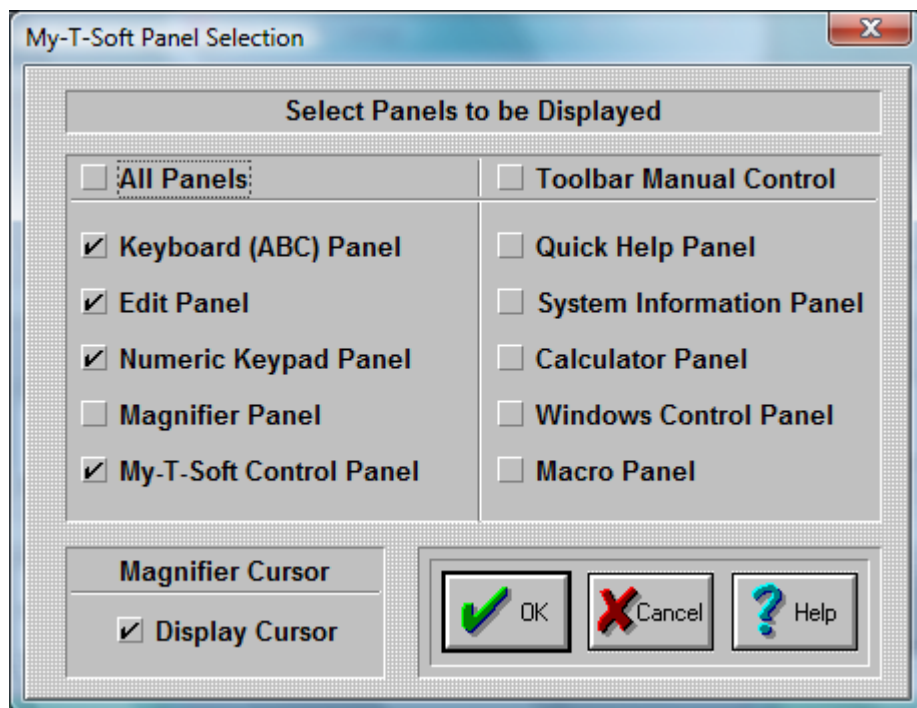 My-T-Soft Panel Selection
Select Panels to be Displayed
All Panels
Toolbar Manual Control
Keyboard (ABC) Panel
Quick Help Panel
Edit Panel
System Information Panel
Numeric Keypad Panel
Calculator Panel
Magnifier Panel
Windows Control Panel
My-T-Soft Control Panel
Macro Panel
Magnifier Cursor
Display Cursor
OK
Cancel
Help